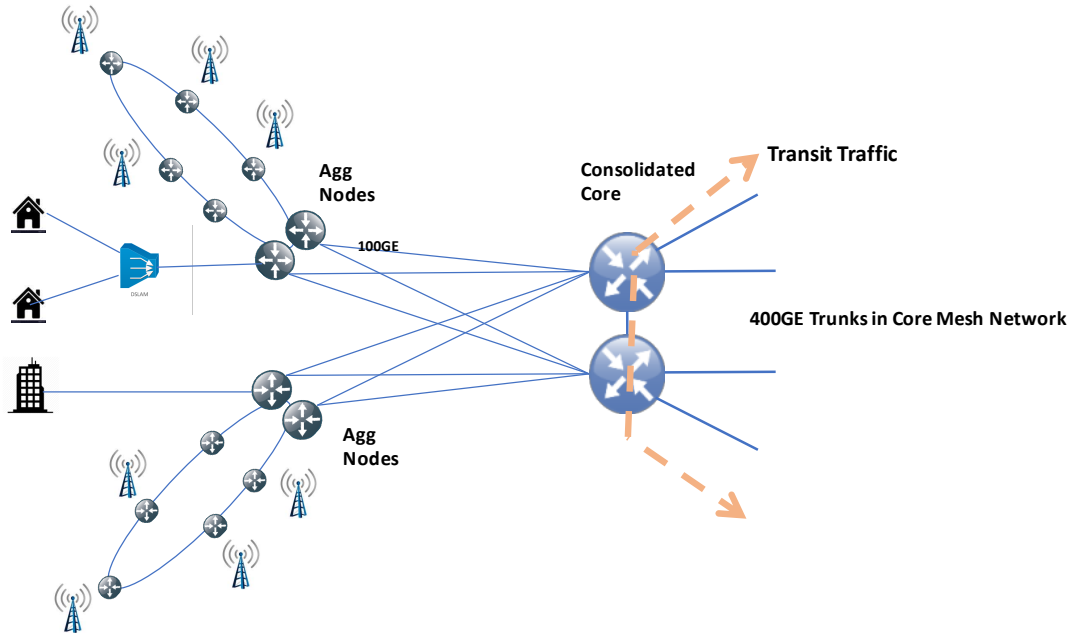 Transit Traffic
Agg
Nodes
Consolidated
Core
100GE
DSLAM
400GE Trunks in Core Mesh Network
Agg
Nodes